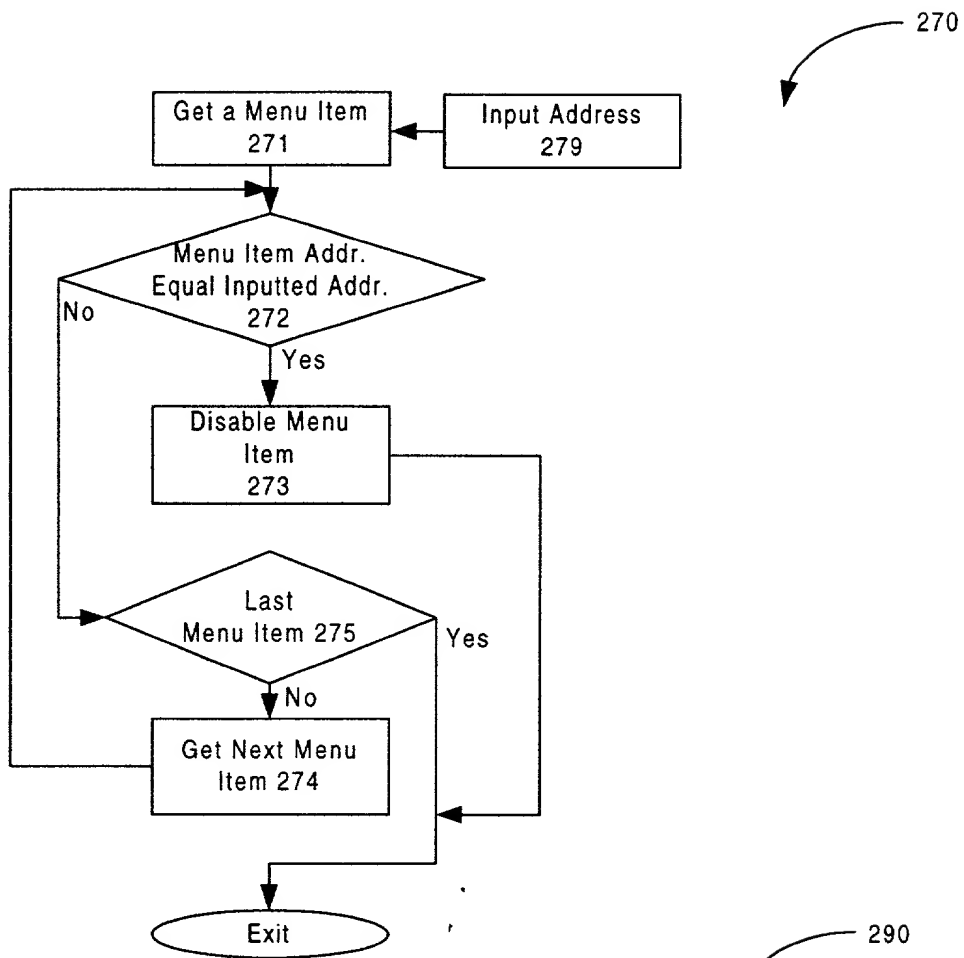 270
Get a Menu Item
271
Input Address
279
Menu Item Addr.
Equal Inputted Addr.
272
No
Yes
Disable Menu
Item
273
Last
Menu Item 275
Yes
No
Get Next Menu
Item 274
Exit
290